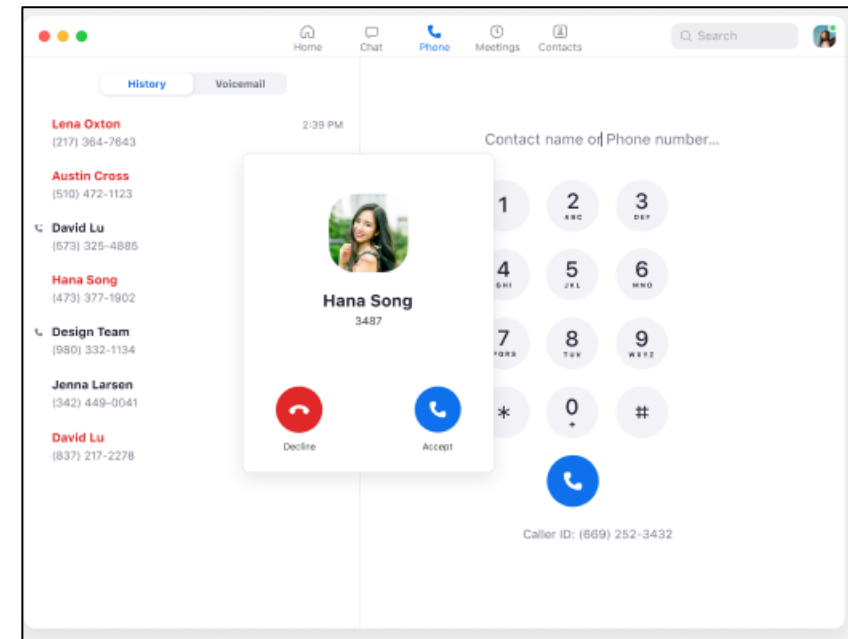 Home Chat Phone Meetings Contacts
Search
History Voicemail
Lena Oxton 2:39 PM
(217) 364-7643
Austin Cross
(510) 472-1123
David Lu
(573) 325-4885
Hana Song
(473) 377-1902
Design Team
(980) 332-1134
Jenna Larsen
(342) 449-0041
David Lu
(837) 217-2278
Hana Song
3487
Decline Accept
Contact name or Phone number...
1 2 3
ABC DEF
4 5 6
GHI JKL MNO
7 8 9
PQRS TUV WXYZ
* 0 #
+
Caller ID: (669) 252-3432